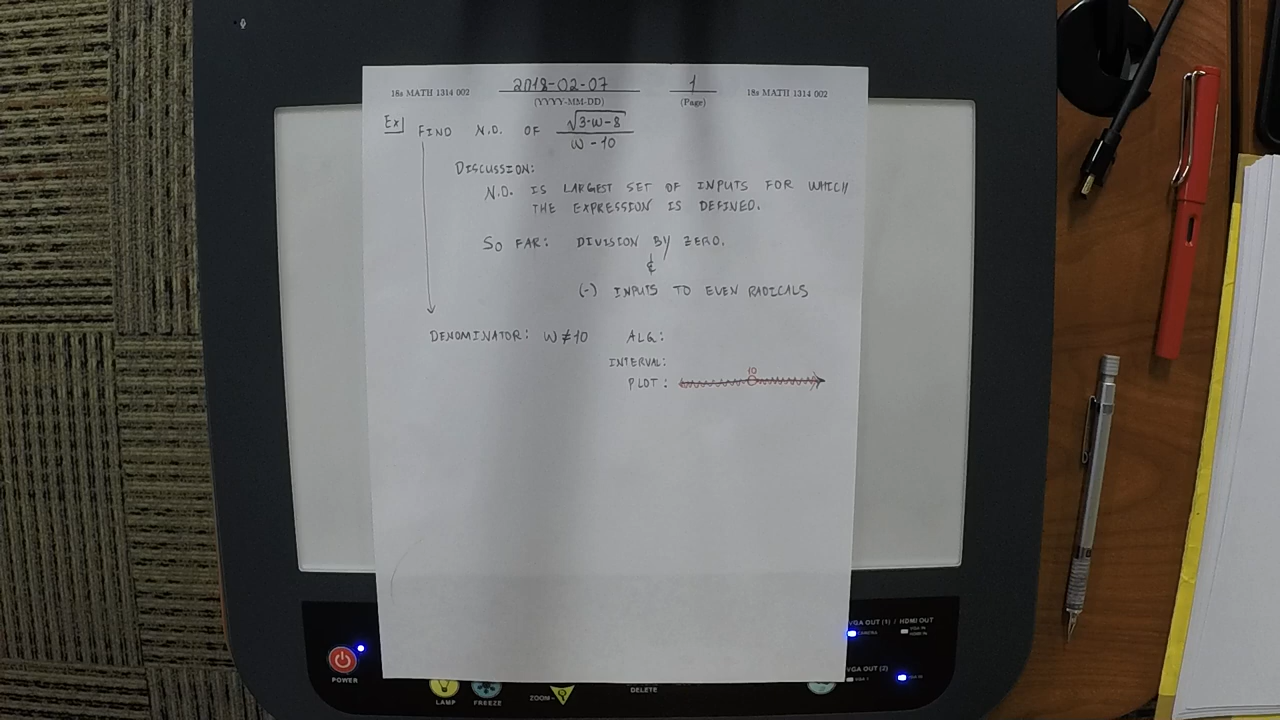 18s MATH 1314 002 2018-02-07 1 18s MATH 1314 002
(YYYY-MM-DD) (Page)
Ex FIND N.D. OF √3·W-8
W-10
DISCUSSION:
N.D. IS LARGEST SET OF INPUTS FOR WHICH
THE EXPRESSION IS DEFINED.
SO FAR: DIVISION BY ZERO.
&
(-) INPUTS TO EVEN RADICALS
DENOMINATOR: W≠10 ALG:
INTERVAL:
10
PLOT:
VGA OUT (1) / HDMI OUT
CAMERA
VGA OUT (2)
POWER
LAMP
FREEZE
ZOOM-
DELETE